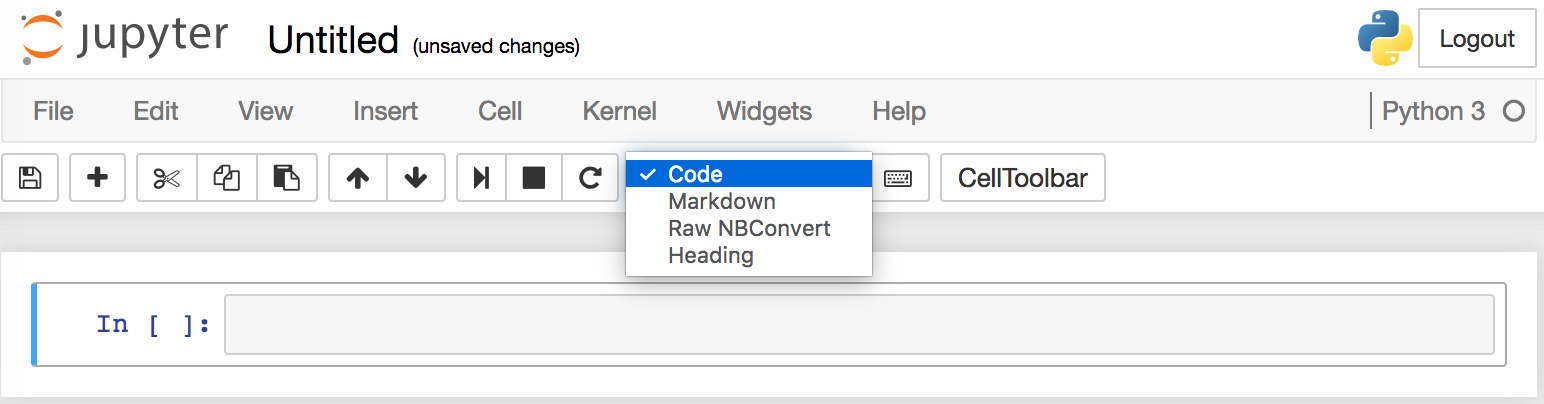 jupyter Untitled (unsaved changes) Logout
File Edit View Insert Cell Kernel Widgets Help Python 3
Code CellToolbar
Markdown
Raw NBConvert
Heading
In [ ]: